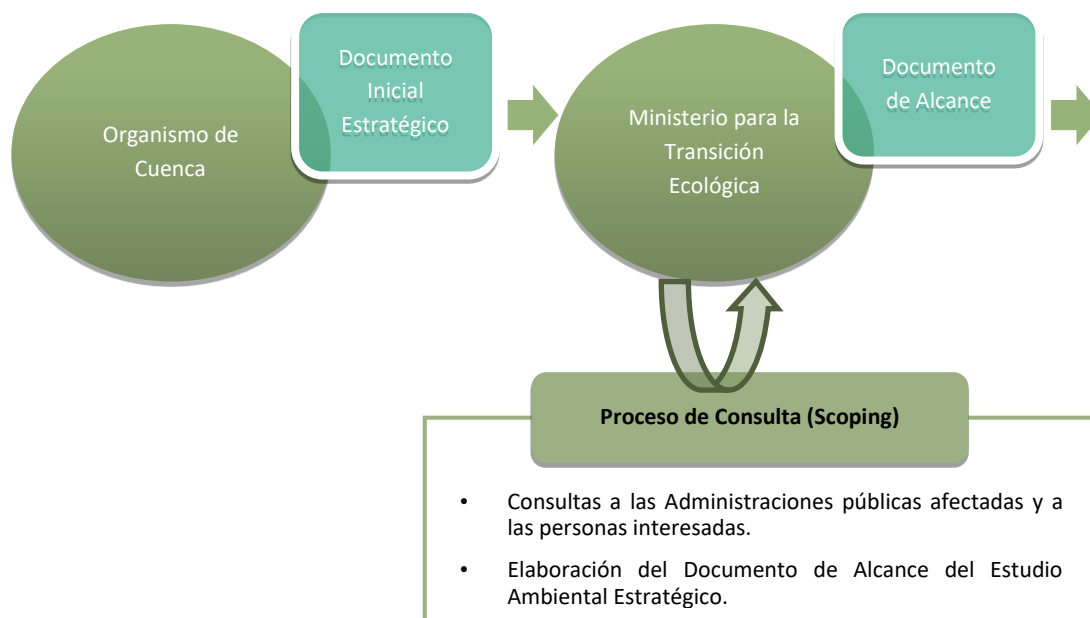 Organismo de
Cuenca
Documento
Inicial
Estratégico
Ministerio para la
Transición
Ecológica
Documento
de Alcance
Proceso de Consulta (Scoping)
• Consultas a las Administraciones públicas afectadas y a
las personas interesadas.
• Elaboración del Documento de Alcance del Estudio
Ambiental Estratégico.